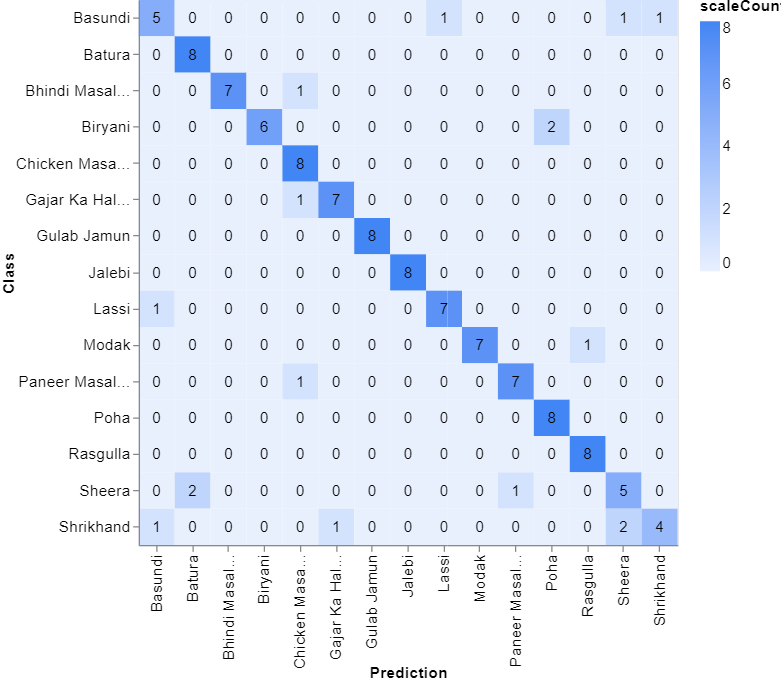 scaleCount
Basundi 5 0 0 0 0 0 0 0 1 0 0 0 0 1 1 8
Batura 0 8 0 0 0 0 0 0 0 0 0 0 0 0 0
Bhindi Masal... 0 0 7 0 1 0 0 0 0 0 0 0 0 0 0 6
Biryani 0 0 0 6 0 0 0 0 0 0 0 2 0 0 0
4
Chicken Masa... 0 0 0 0 8 0 0 0 0 0 0 0 0 0 0
Gajar Ka Hal... 0 0 0 0 1 7 0 0 0 0 0 0 0 0 0 2
Gulab Jamun 0 0 0 0 0 0 8 0 0 0 0 0 0 0 0
0
Jalebi 0 0 0 0 0 0 0 8 0 0 0 0 0 0 0
Class
Lassi 1 0 0 0 0 0 0 0 7 0 0 0 0 0 0
Modak 0 0 0 0 0 0 0 0 0 7 0 0 1 0 0
Paneer Masal... 0 0 0 0 1 0 0 0 0 0 7 0 0 0 0
Poha 0 0 0 0 0 0 0 0 0 0 0 8 0 0 0
Rasgulla 0 0 0 0 0 0 0 0 0 0 0 0 8 0 0
Sheera 0 2 0 0 0 0 0 0 0 0 1 0 0 5 0
Shrikhand 1 0 0 0 0 1 0 0 0 0 0 0 0 2 4
Basundi
Batura
Bhindi Masal...
Biryani
Chicken Masa...
Gajar Ka Hal...
Gulab Jamun
Jalebi
Lassi
Modak
Paneer Masal...
Poha
Rasgulla
Sheera
Shrikhand
Prediction